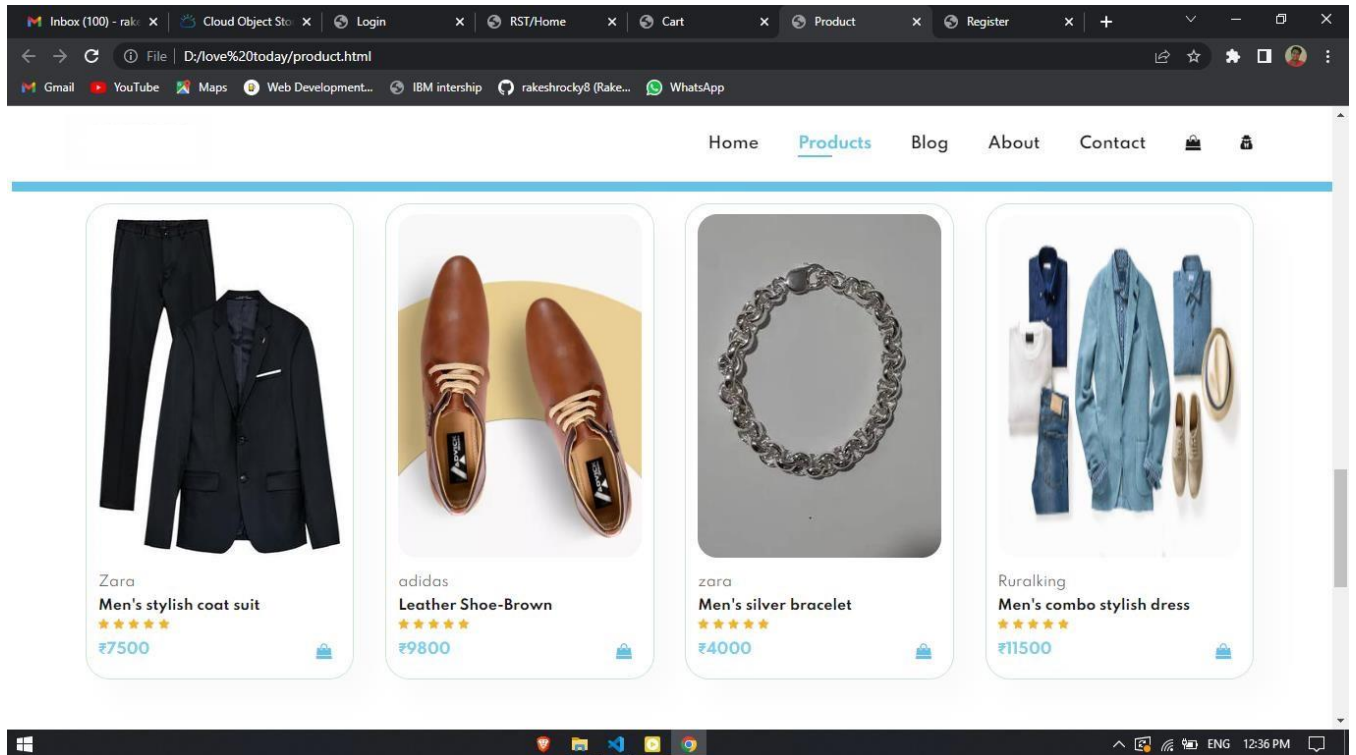 Inbox (100) - rak
Cloud Object Sto
Login
RST/Home
Cart
Product
Register
File
D:/love%20today/product.html
Gmail
YouTube
Maps
Web Development...
IBM intership
rakeshrocky8 (Rake...
WhatsApp
Home
Products
Blog
About
Contact
ADVICK
ADVICK
Zara
Men's stylish coat suit
₹7500
adidas
Leather Shoe-Brown
₹9800
zara
Men's silver bracelet
₹4000
Ruralking
Men's combo stylish dress
₹11500
ENG
12:36 PM